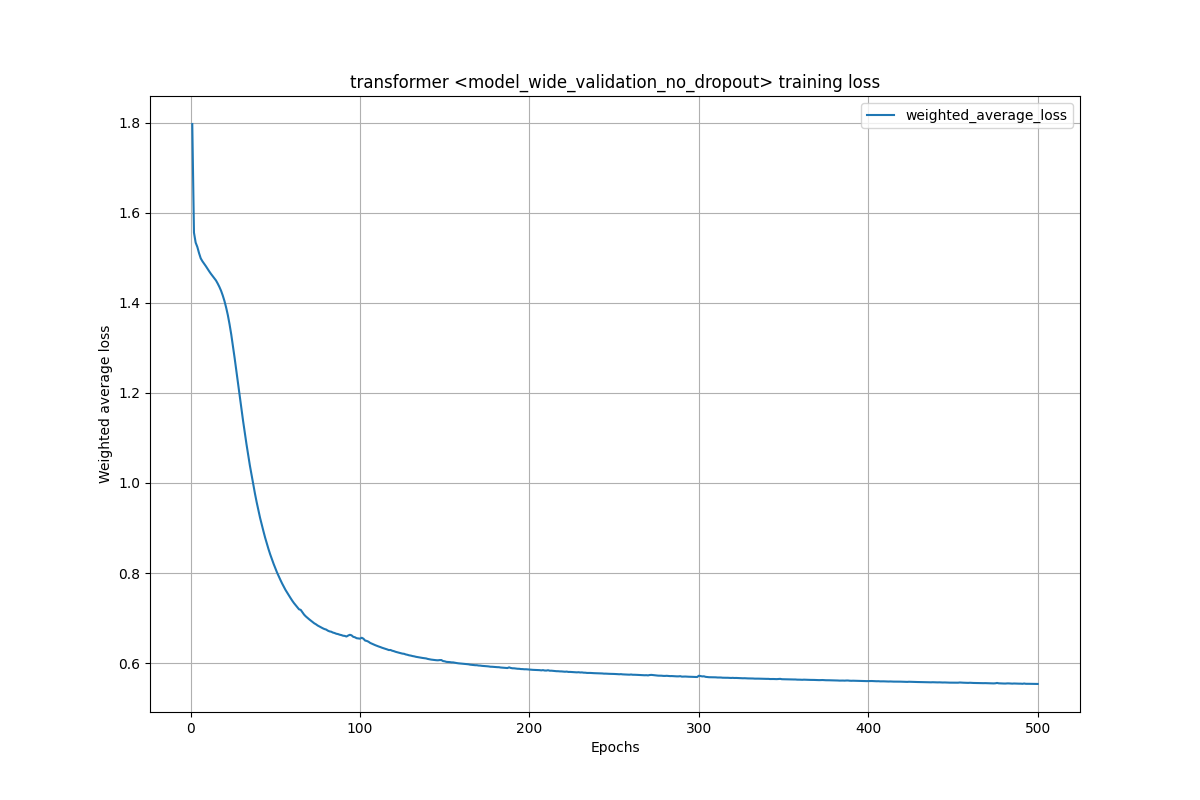 transformer <model_wide_validation_no_dropout> training loss
weighted_average_loss
Weighted average loss
1.8
1.6
1.4
1.2
1.0
0.8
0.6
0 100 200 300 400 500
Epochs